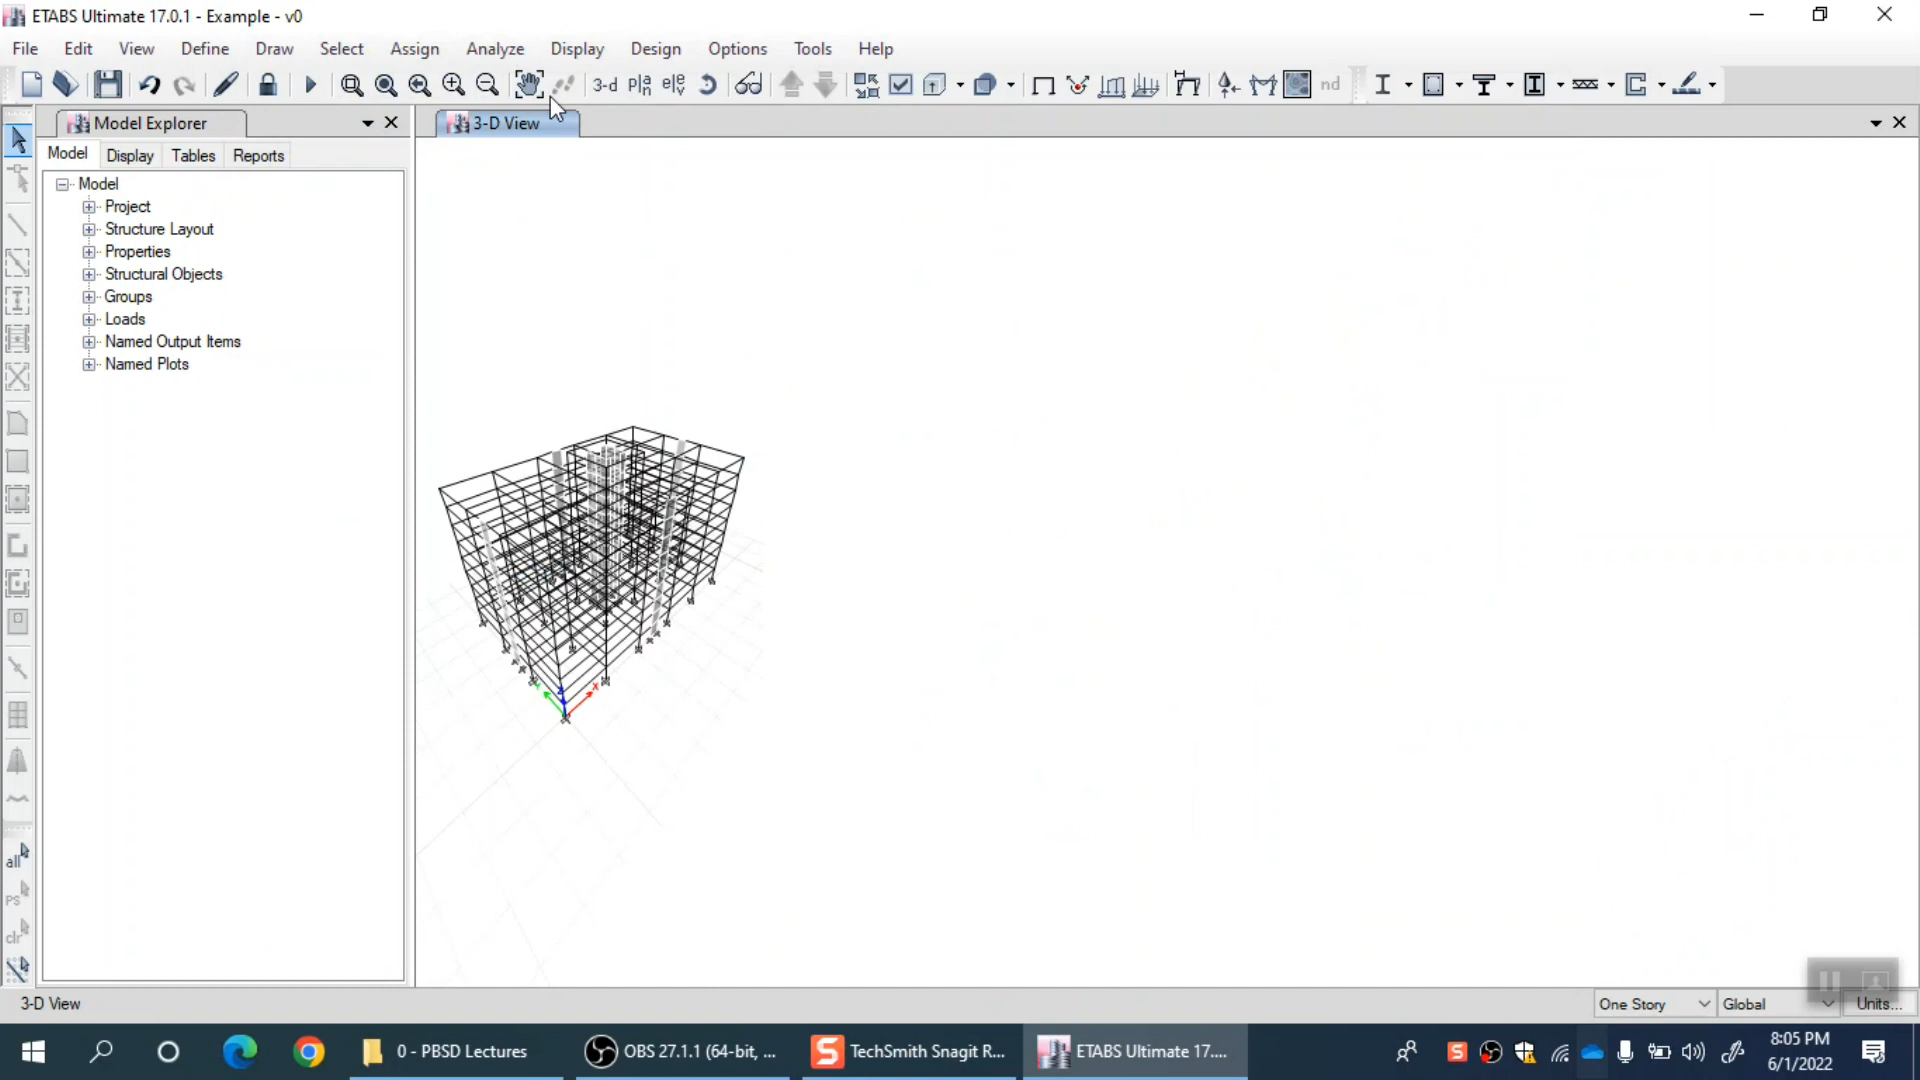 ETABS Ultimate 17.0.1 - Example - v0
File Edit View Define Draw Select Assign Analyze Display Design Options Tools Help
3-d nd
Model Explorer
3-D View
Model Display Tables Reports
Model
Project
Structure Layout
Properties
Structural Objects
Groups
Loads
Named Output Items
Named Plots
X
all
ps
clr
3-D View
One Story Global Units...
0 - PBSD Lectures
OBS 27.1.1 (64-bit, ...
TechSmith Snagit R...
ETABS Ultimate 17....
8:05 PM
6/1/2022